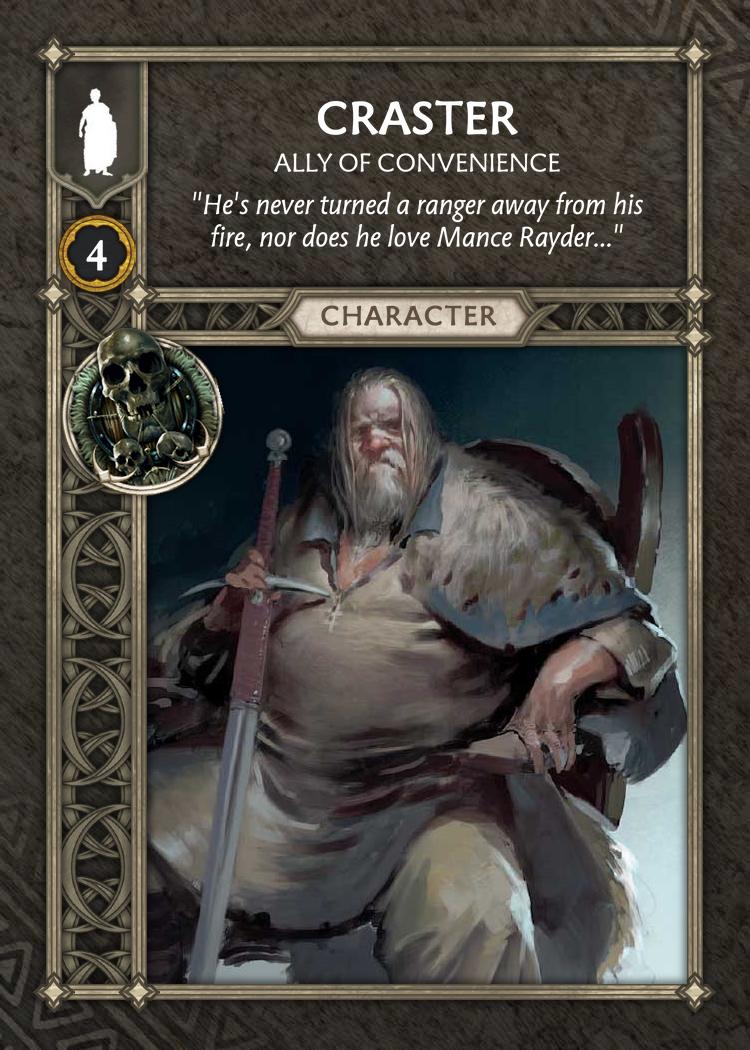 CRASTER
ALLY OF CONVENIENCE
"He's never turned a ranger away from his
fire, nor does he love Mance Rayder..."
4
CHARACTER